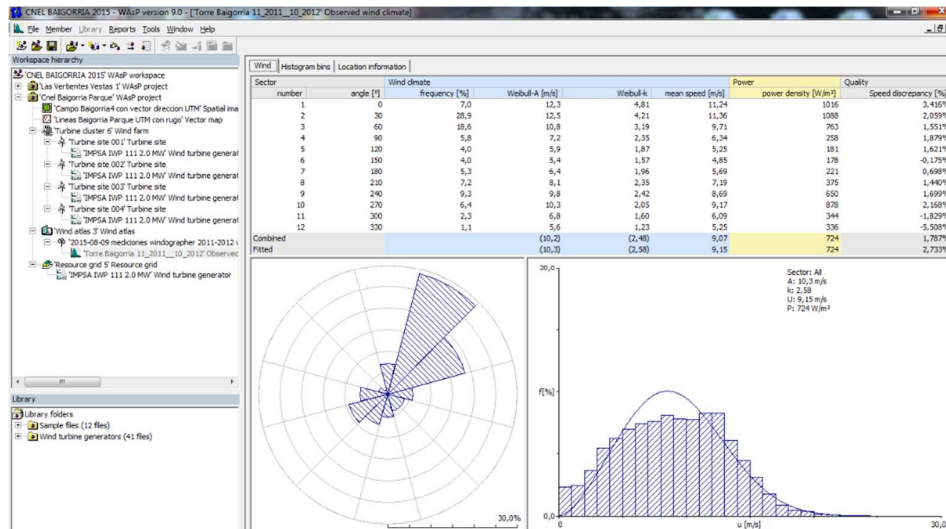 CNEL BAIGORRIA 2015 - WAsP version 9.0 - ['Torre Baigorria 11_2011__10_2012' Observed wind climate]
File Member Library Reports Tools Window Help
Workspace hierarchy
'CNEL BAIGORRIA 2015' WAsP workspace
'Las Vertientes Vestas 1' WAsP project
'Cnel Baigorria Parque' WAsP project
'Campo Baigorria4 con vector direccion UTM' Spatial ima
'Lineas Baigorria Parque UTM con rugo' Vector map
'Turbine cluster 6' Wind farm
'Turbine site 001' Turbine site
'IMPSA IWP 111 2.0 MW' Wind turbine generat
'Turbine site 002' Turbine site
'IMPSA IWP 111 2.0 MW' Wind turbine generat
'Turbine site 003' Turbine site
'IMPSA IWP 111 2.0 MW' Wind turbine generat
'Turbine site 004' Turbine site
'IMPSA IWP 111 2.0 MW' Wind turbine generat
'Wind atlas 3' Wind atlas
'2015-08-09 mediciones windographer 2011-2012 v
'Torre Baigorria 11_2011__10_2012' Observed
'Resource grid 5' Resource grid
'IMPSA IWP 111 2.0 MW' Wind turbine generator
Library
Library folders
Sample files (12 files)
Wind turbine generators (41 files)
Wind Histogram bins Location information
Sector Wind climate Power Quality
number angle [°] frequency [%] Weibull-A [m/s] Weibull-k mean speed [m/s] power density [W/m²] Speed discrepancy [%]
1 0 7,0 12,3 4,81 11,24 1016 3,416%
2 30 28,9 12,5 4,21 11,36 1088 2,059%
3 60 18,6 10,8 3,19 9,71 763 1,551%
4 90 5,8 7,2 2,35 6,34 258 1,879%
5 120 4,0 5,9 1,87 5,25 181 1,621%
6 150 4,0 5,4 1,57 4,85 178 -0,175%
7 180 5,3 6,4 1,96 5,69 221 0,698%
8 210 7,2 8,1 2,35 7,19 375 1,440%
9 240 9,3 9,8 2,42 8,69 650 1,699%
10 270 6,4 10,3 2,05 9,17 878 2,168%
11 300 2,3 6,8 1,60 6,09 344 -1,829%
12 330 1,1 5,6 1,23 5,25 336 -5,508%
Combined (10,2) (2,48) 9,07 724 1,787%
Fitted (10,3) (2,58) 9,15 724 2,733%
30,0%
20,0
Sector: All
A: 10,3 m/s
k: 2,58
U: 9,15 m/s
P: 724 W/m²
f[%]
0,0
0 u [m/s] 30,0